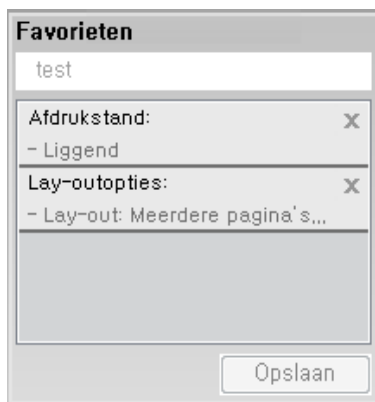 Favorieten
test
Afdrukstand: x
- Liggend
Lay-outopties: x
- Lay-out: Meerdere pagina's...
Opslaan